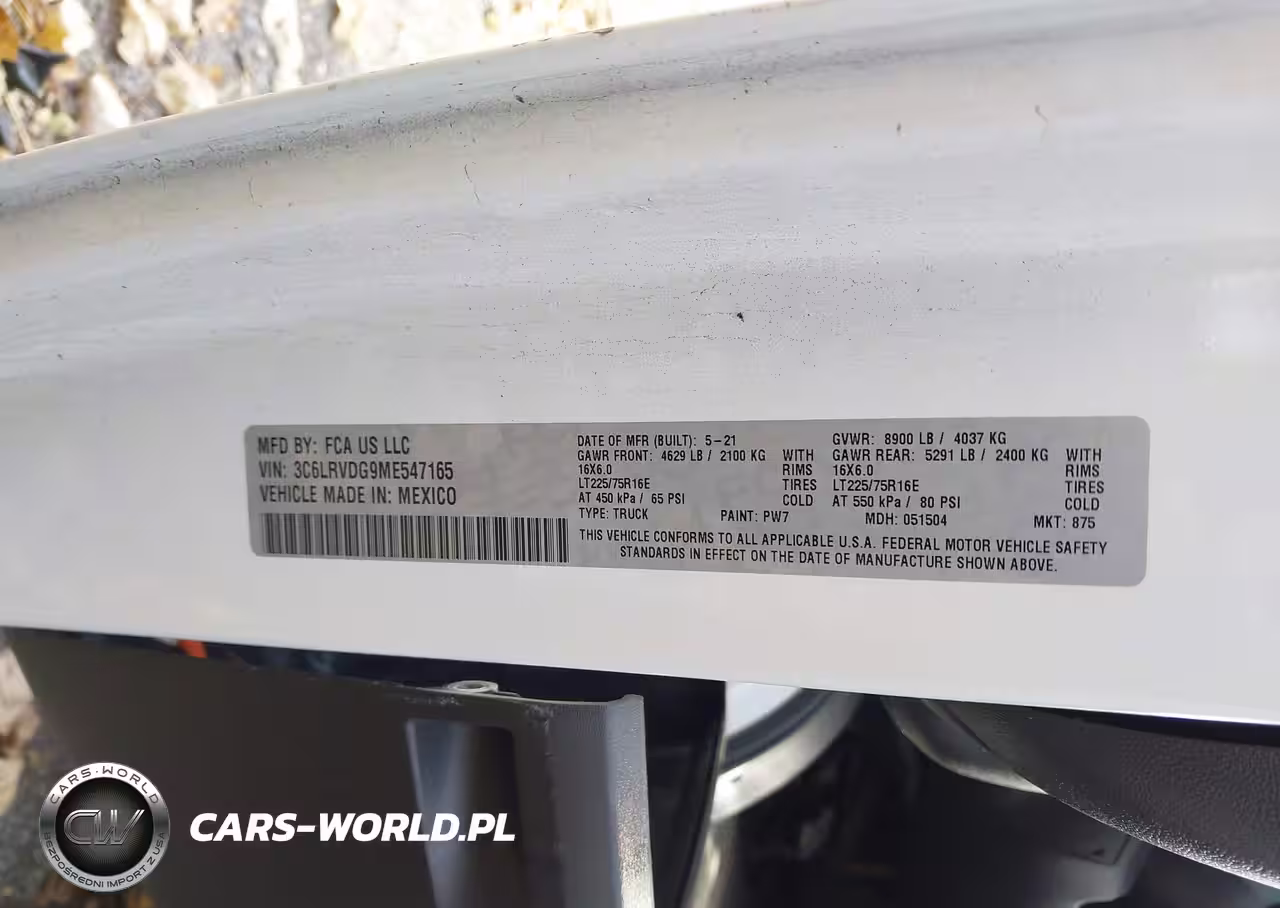 MFD BY: FCA US LLC
VIN: 3C6LRVDG9ME547165
VEHICLE MADE IN: MEXICO
DATE OF MFR (BUILT): 5-21
GAWR FRONT: 4629 LB / 2100 KG WITH
16X6.0 RIMS
LT225/75R16E TIRES
AT 450 kPa / 65 PSI COLD
TYPE: TRUCK PAINT: PW7
GVWR: 8900 LB / 4037 KG
GAWR REAR: 5291 LB / 2400 KG WITH
16X6.0 RIMS
LT225/75R16E TIRES
AT 550 kPa / 80 PSI COLD
MDH: 051504 MKT: 875
THIS VEHICLE CONFORMS TO ALL APPLICABLE U.S.A. FEDERAL MOTOR VEHICLE SAFETY
STANDARDS IN EFFECT ON THE DATE OF MANUFACTURE SHOWN ABOVE.
CARS-WORLD
CW
BEZPOŚREDNI IMPORT Z USA
CARS-WORLD.PL